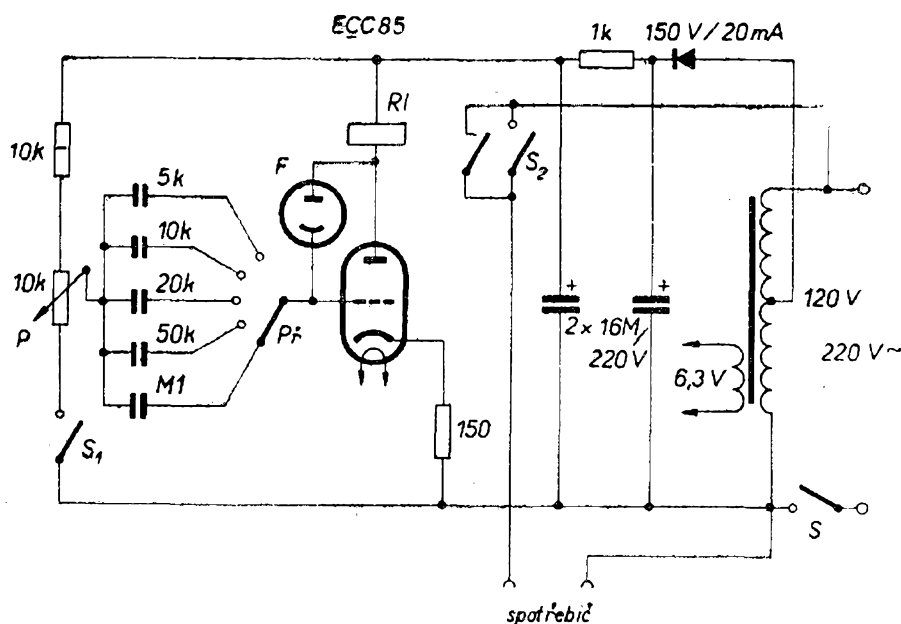 ECC85
1k
150 V / 20 mA
Rl
10k
F
S2
5k
10k
10k
20k
P
Př
50k
M1
S1
150
2 × 16M/
220V
6,3 V
120 V
220 V~
S
spotřebič